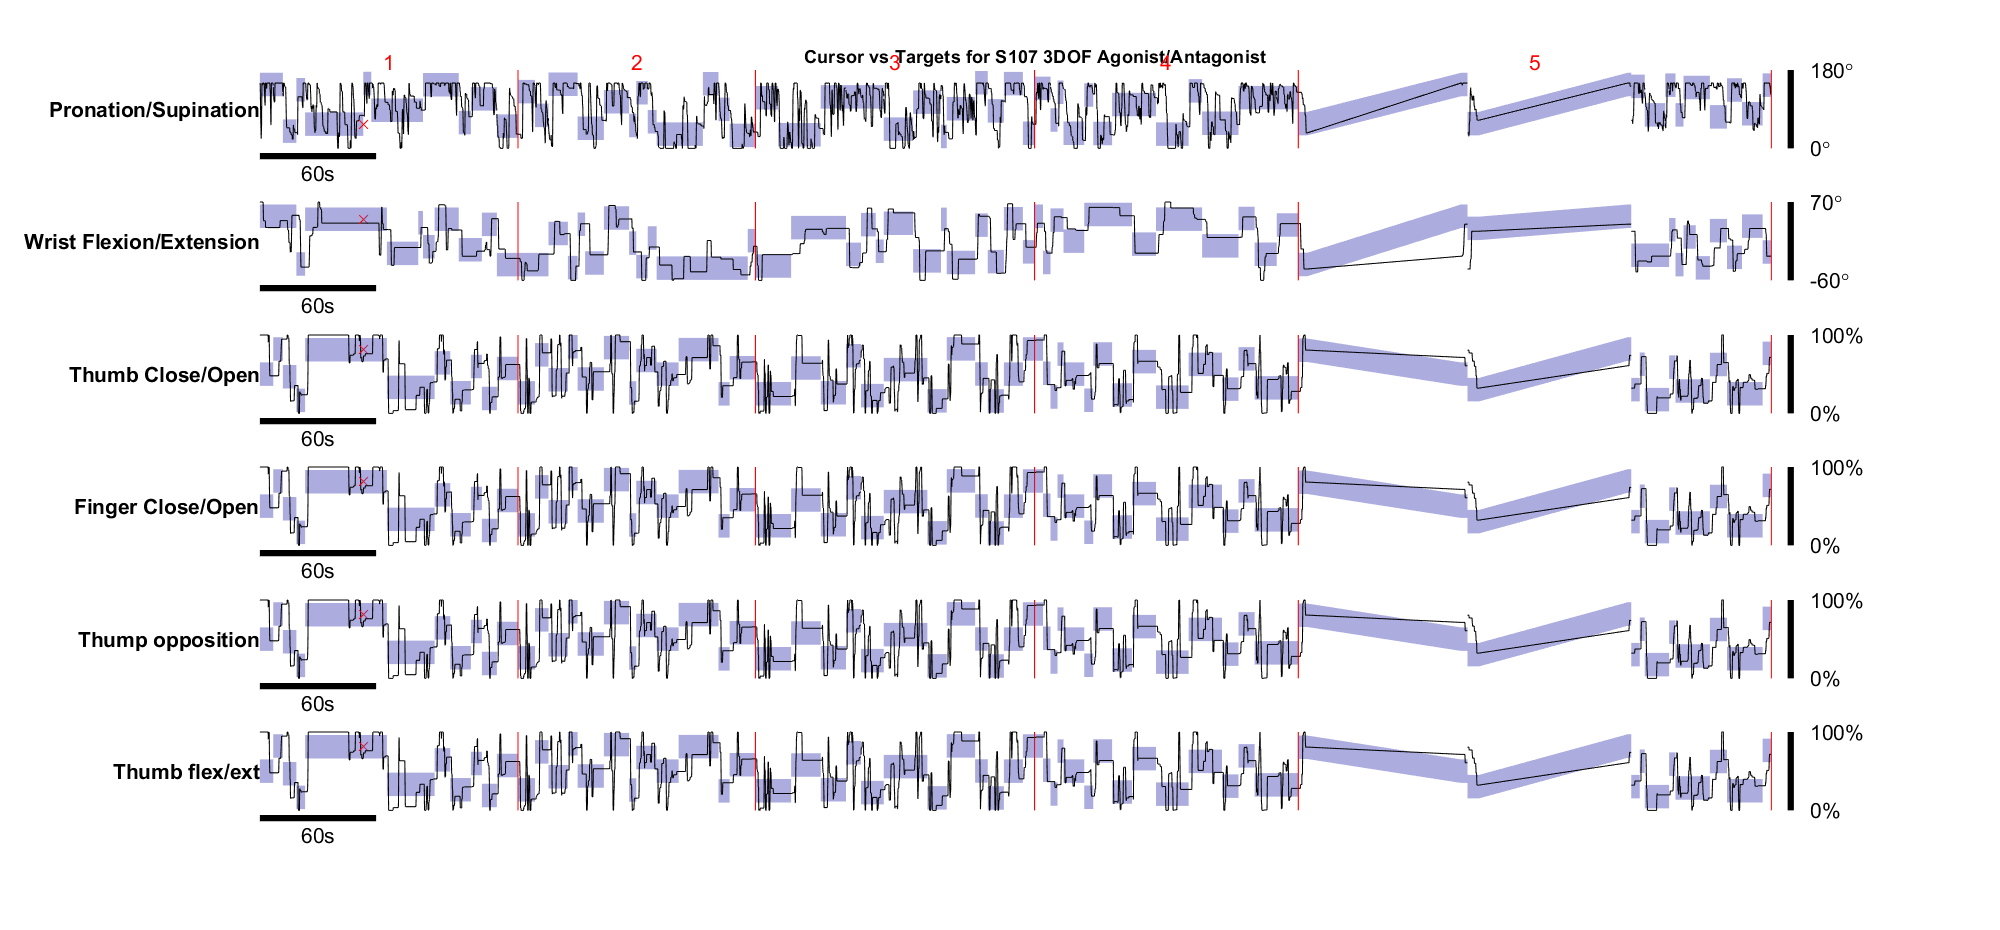 Cursor vs Targets for S107 3DOF Agonist/Antagonist
1 2 3 4 5
Pronation/Supination
180°
0°
60s
Wrist Flexion/Extension
70°
-60°
60s
Thumb Close/Open
100%
0%
60s
Finger Close/Open
100%
0%
60s
Thump opposition
100%
0%
60s
Thumb flex/ext
100%
0%
60s